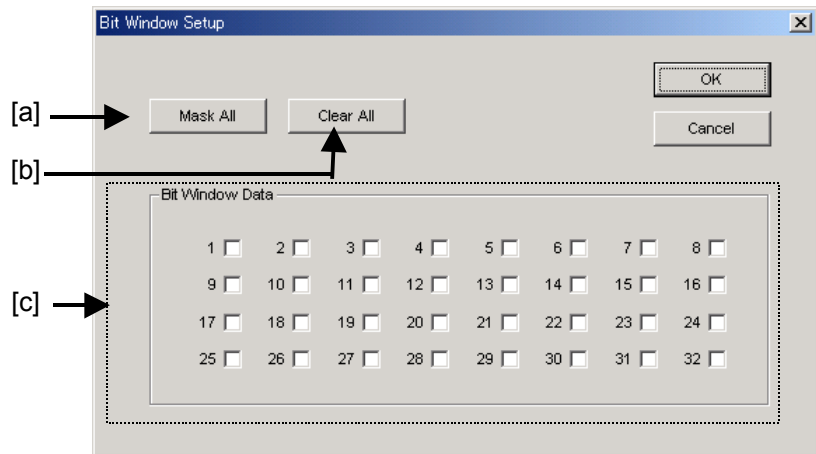 Bit Window Setup
OK
[a]
Mask All
Clear All
Cancel
[b]
Bit Window Data
1 2 3 4 5 6 7 8
9 10 11 12 13 14 15 16
[c]
17 18 19 20 21 22 23 24
25 26 27 28 29 30 31 32